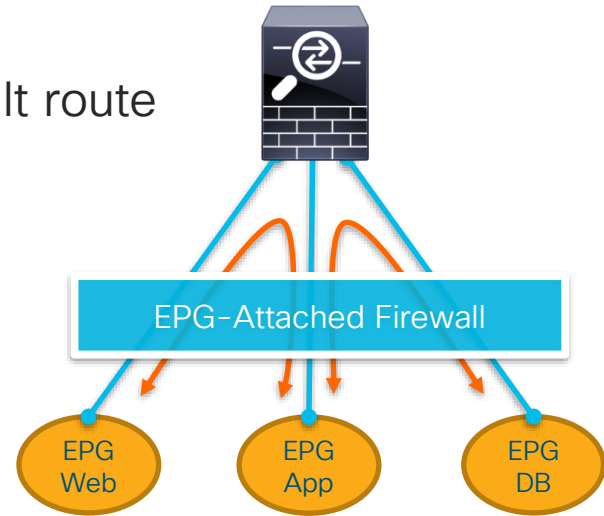 lt route
EPG-Attached Firewall
EPG
Web
EPG
App
EPG
DB